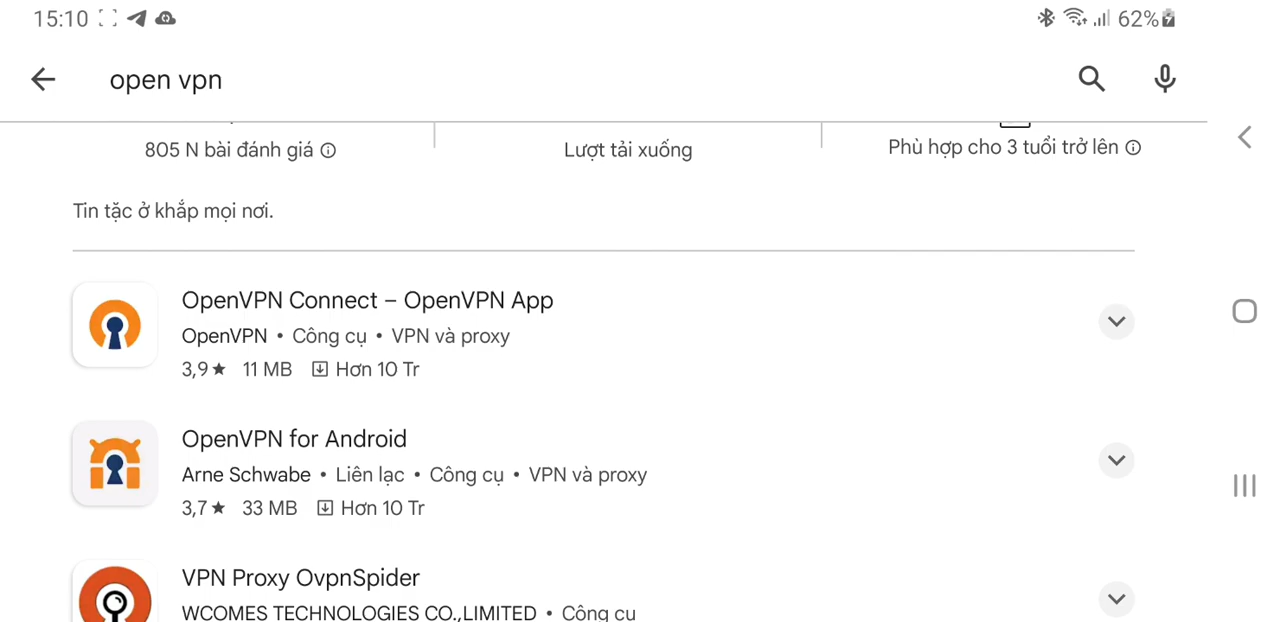 15:10
62%
open vpn
805 N bài đánh giá
Lượt tải xuống
Phù hợp cho 3 tuổi trở lên
Tin tặc ở khắp mọi nơi.
OpenVPN Connect – OpenVPN App
OpenVPN • Công cụ • VPN và proxy
3,9★ 11 MB Hơn 10 Tr
OpenVPN for Android
Arne Schwabe • Liên lạc • Công cụ • VPN và proxy
3,7★ 33 MB Hơn 10 Tr
VPN Proxy OvpnSpider
WCOMES TECHNOLOGIES CO.,LIMITED • Công cụ